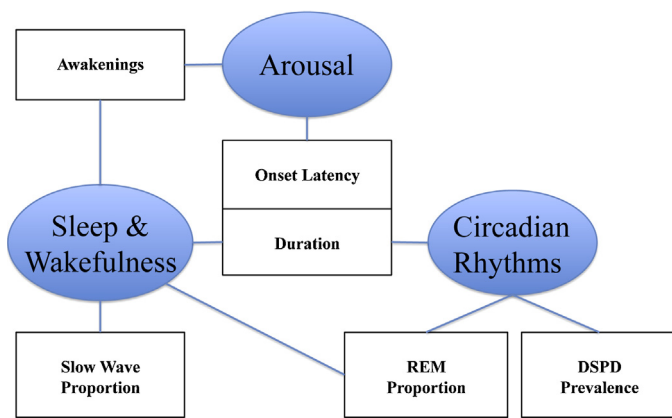 Awakenings
Arousal
Onset Latency
Sleep &
Wakefulness
Duration
Circadian
Rhythms
Slow Wave
Proportion
REM
Proportion
DSPD
Prevalence